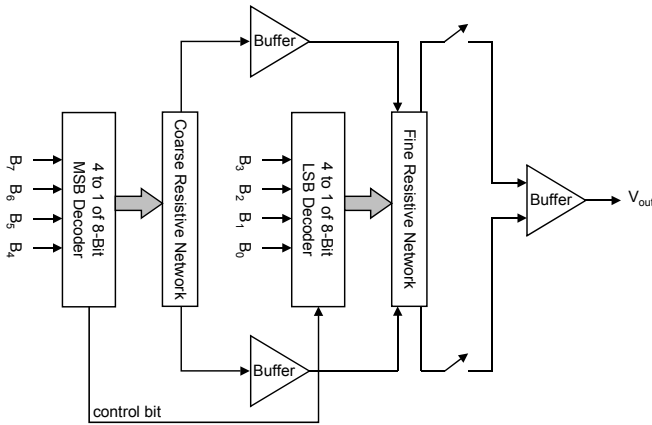 Buffer
B7
B6
B5
B4
4 to 1 of 8-Bit
MSB Decoder
Coarse Resistive Network
B3
B2
B1
B0
4 to 1 of 8-Bit
LSB Decoder
Fine Resistive Network
Buffer
Vout
Buffer
control bit